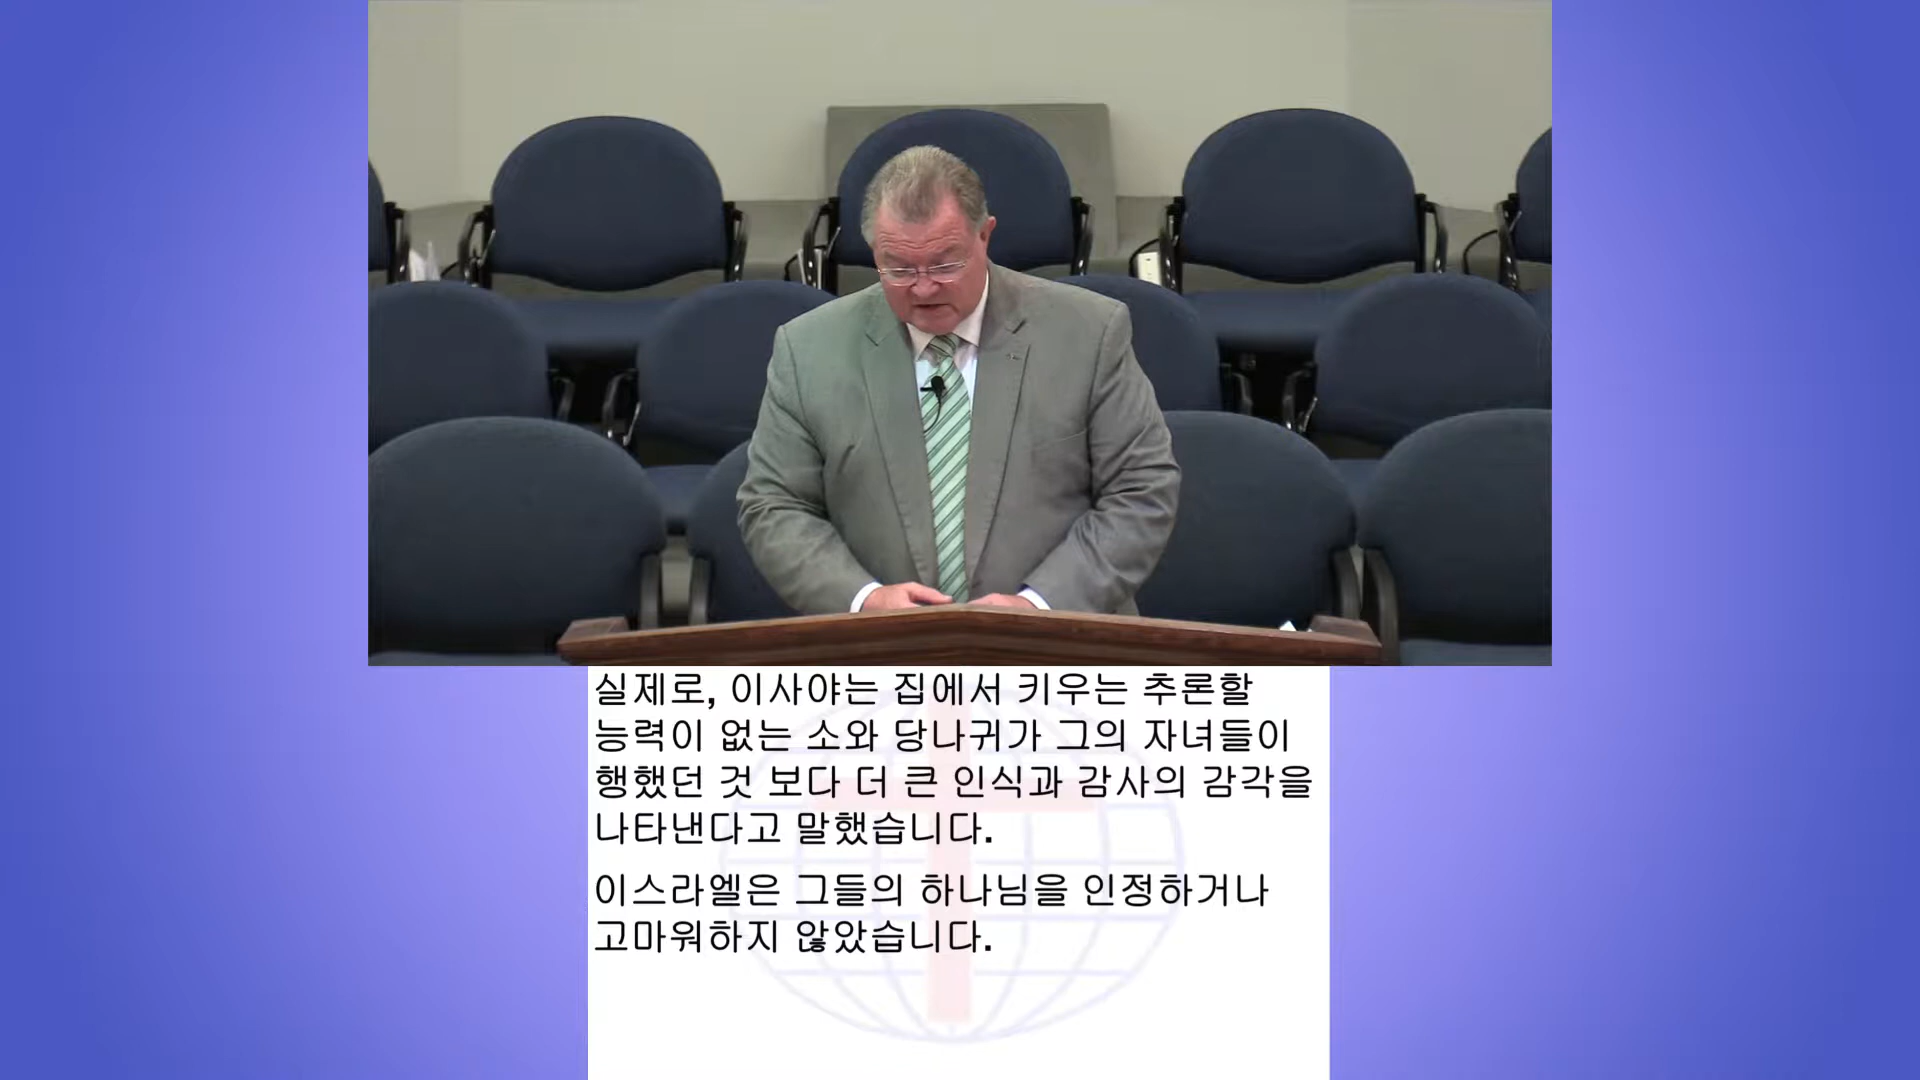 실제로, 이사야는 집에서 키우는 추론할
능력이 없는 소와 당나귀가 그의 자녀들이
행했던 것 보다 더 큰 인식과 감사의 감각을
나타낸다고 말했습니다.
이스라엘은 그들의 하나님을 인정하거나
고마워하지 않았습니다.